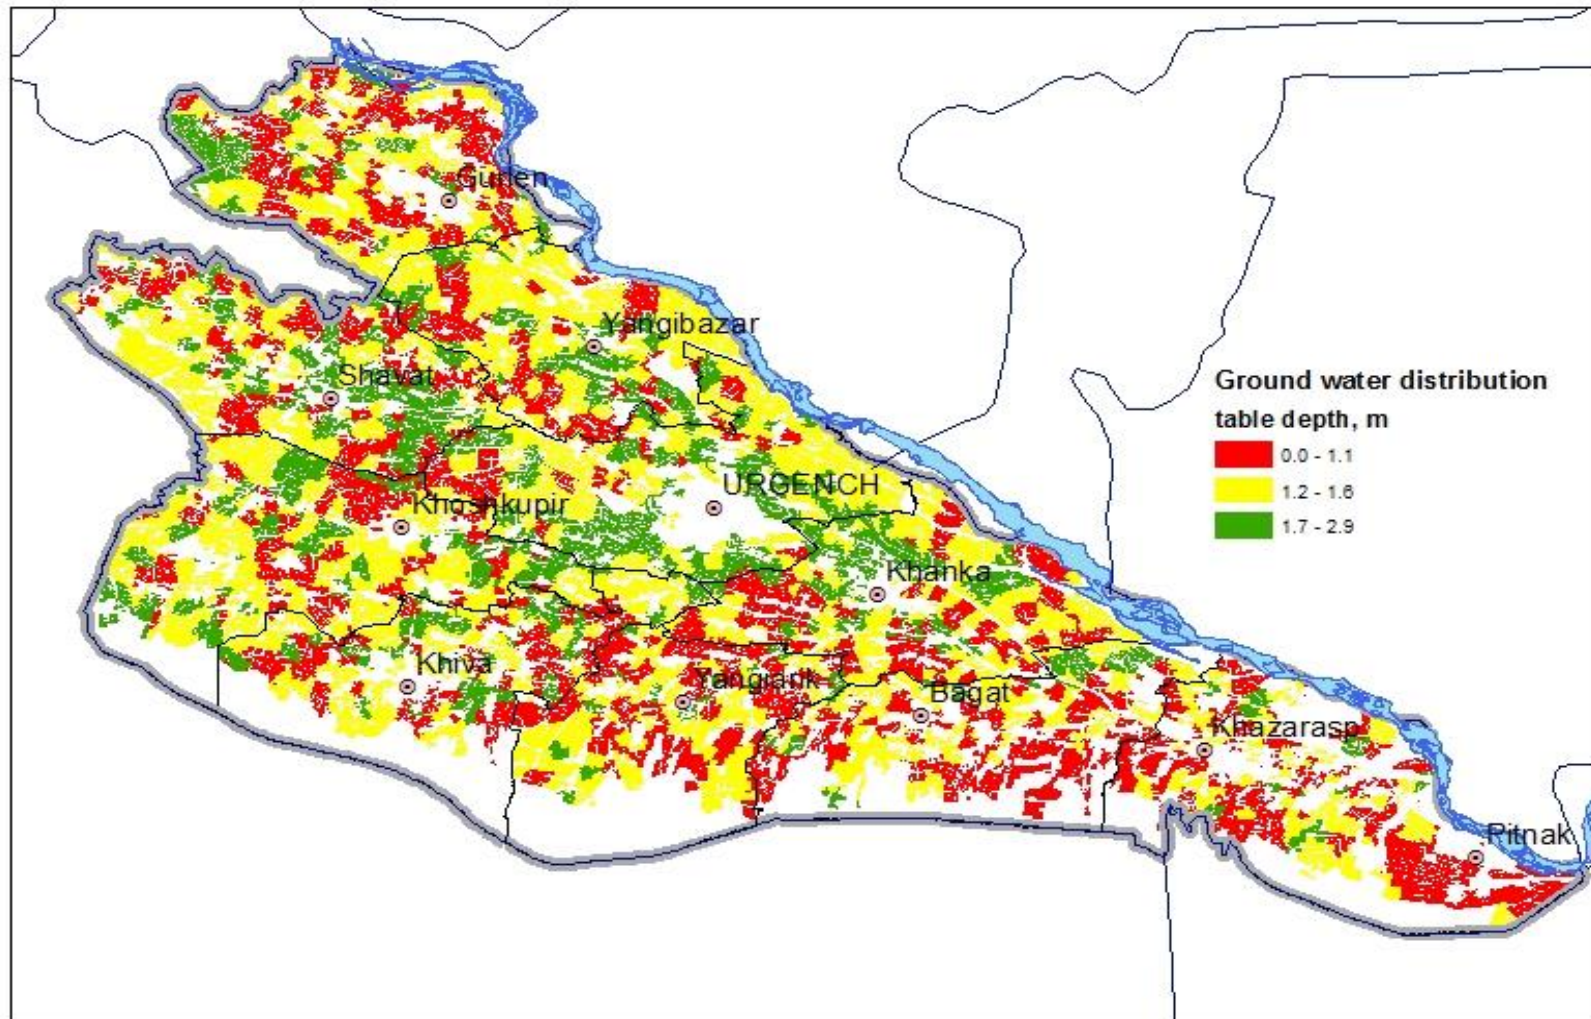 Gurlen
Yangibazar
Shavat
Ground water distribution
table depth, m
0.0 - 1.1
1.2 - 1.6
1.7 - 2.9
URGENCH
Khoshkupir
Khanka
Khiva
Yangiarik
Bagat
Khazarasp
Pitnak